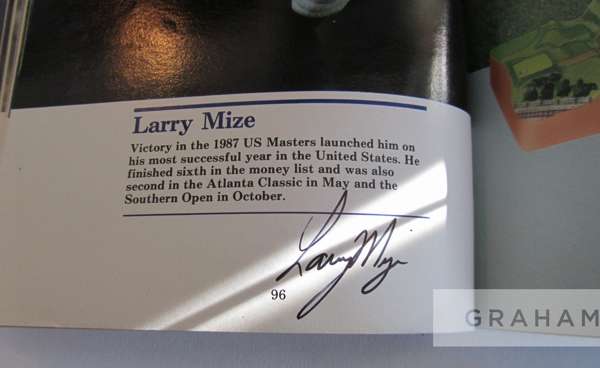 Larry Mize
Victory in the 1987 US Masters launched him on
his most successful year in the United States. He
finished sixth in the money list and was also
second in the Atlanta Classic in May and the
Southern Open in October.
Larry Mize
96
GRAHAM